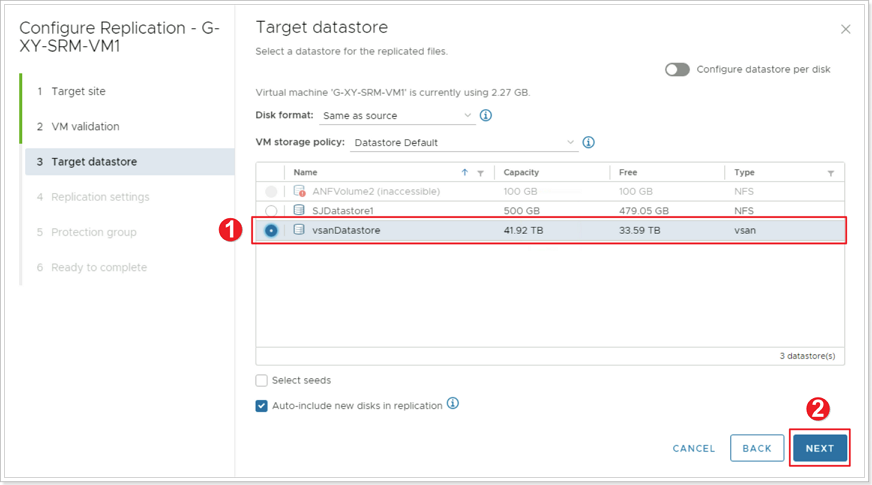 Configure Replication - G-
XY-SRM-VM1
1 Target site
2 VM validation
3 Target datastore
4 Replication settings
5 Protection group
6 Ready to complete
Target datastore
Select a datastore for the replicated files.
Configure datastore per disk
Virtual machine 'G-XY-SRM-VM1' is currently using 2.27 GB.
Disk format: Same as source
VM storage policy: Datastore Default
Name Capacity Free Type
ANFVolume2 (inaccessible) 100 GB 100 GB NFS
SJDatastore1 500 GB 479.05 GB NFS
1 vsanDatastore 41.92 TB 33.59 TB vsan
3 datastore(s)
Select seeds
Auto-include new disks in replication
2
CANCEL BACK NEXT